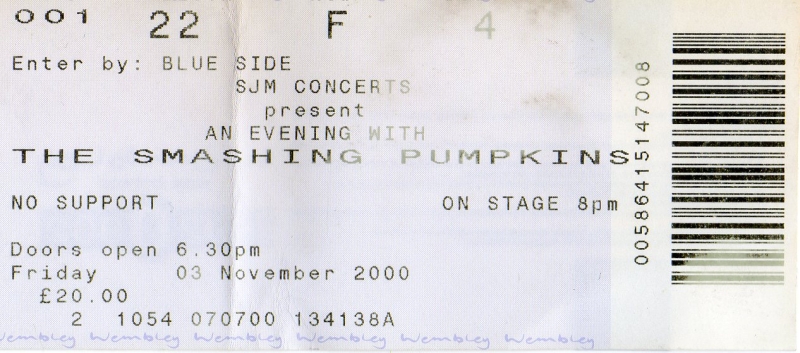 001 22 F 4
Enter by: BLUE SIDE
SJM CONCERTS
present
AN EVENING WITH
THE SMASHING PUMPKINS
NO SUPPORT ON STAGE 8pm
Doors open 6.30pm
Friday 03 November 2000
£20.00
2 1054 070700 134138A
Wembley Wembley Wembley Wembley Wembley Wembley
0058641514 7008